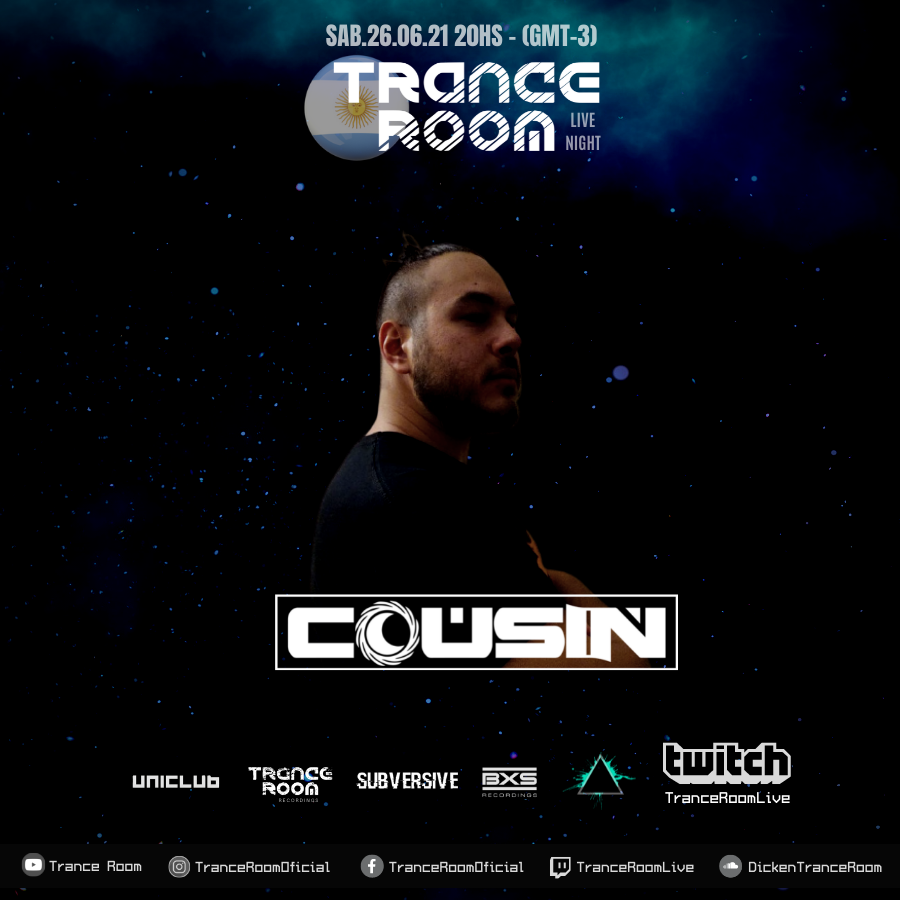 SAB.26.06.21 20HS - (GMT-3)
TRANCE
ROOM
LIVE
NIGHT
COUSIN
UNICLUb
TRANCE
ROOM
RECORDINGS
SUBVERSIVE
BXS
RECORDINGS
twitch
TranceRoomLive
Trance Room
TranceRoomOficial
TranceRoomOficial
TranceRoomLive
DickenTranceRoom